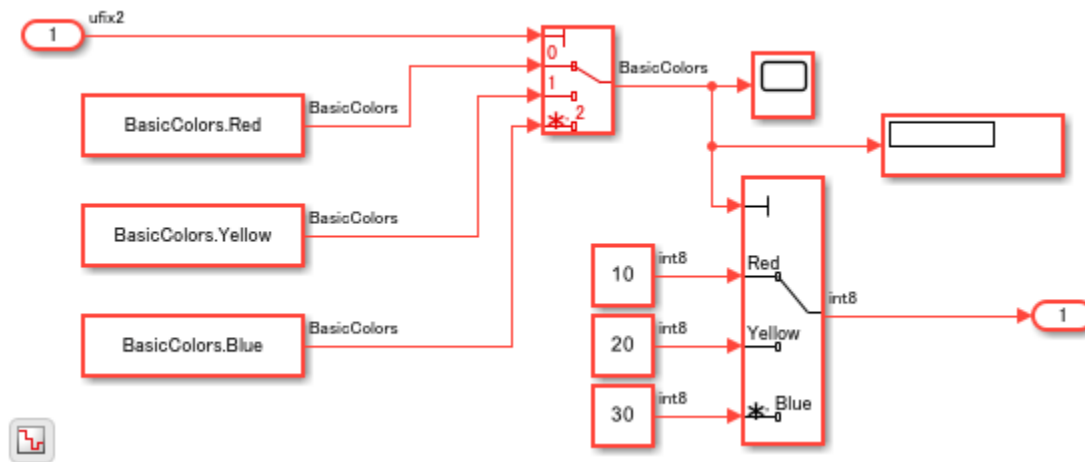 ufix2
1
0
BasicColors
1
BasicColors
BasicColors.Red
2
BasicColors
BasicColors.Yellow
BasicColors
BasicColors.Blue
10
int8
Red
int8
1
20
int8
Yellow
30
int8
Blue